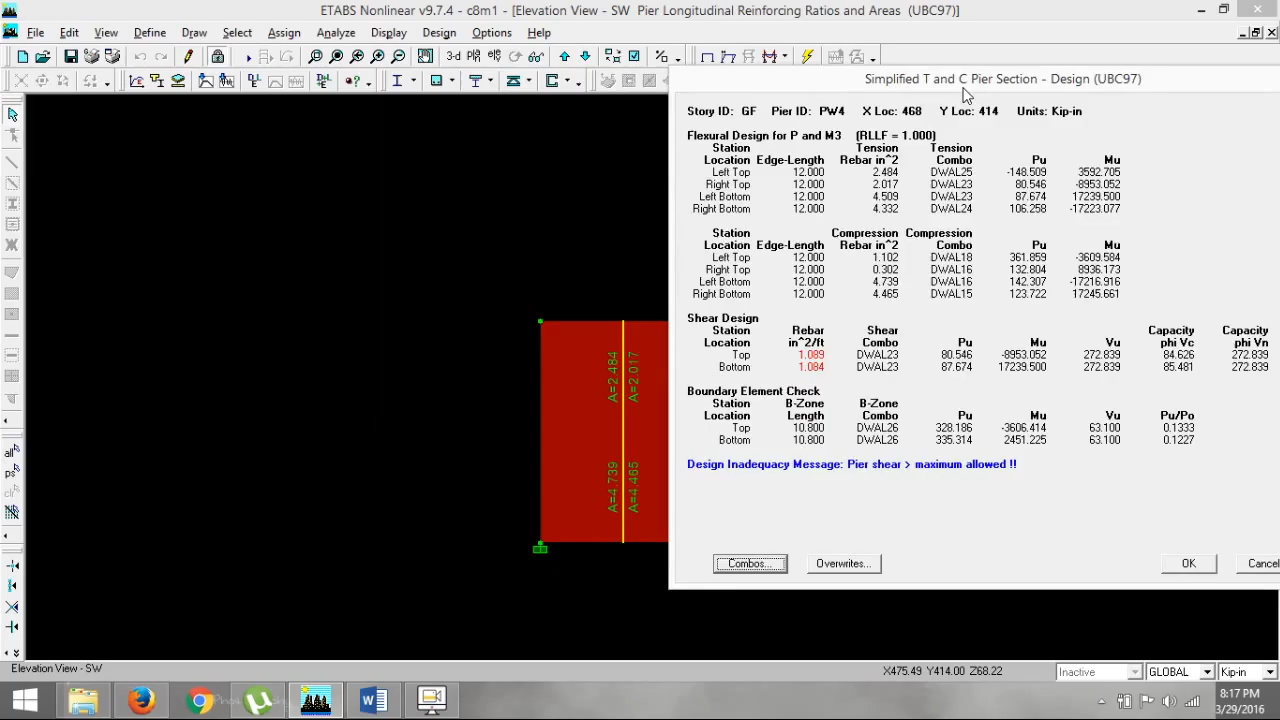 ETABS Nonlinear v9.7.4 - c8m1 - [Elevation View - SW  Pier Longitudinal Reinforcing Ratios and Areas  (UBC97)]
File Edit View Define Draw Select Assign Analyze Display Design Options Help
3-d
Simplified T and C Pier Section - Design (UBC97)
Story ID: GF Pier ID: PW4 X Loc: 468 Y Loc: 414 Units: Kip-in
Flexural Design for P and M3 (RLLF = 1.000)
Station Tension Tension
Location Edge-Length Rebar in^2 Combo Pu Mu
Left Top 12.000 2.484 DWAL25 -148.509 3592.705
Right Top 12.000 2.017 DWAL23 80.546 -8953.052
Left Bottom 12.000 4.509 DWAL23 87.674 17239.500
Right Bottom 12.000 4.332 DWAL24 106.258 -17223.077
Station Compression Compression
Location Edge-Length Rebar in^2 Combo Pu Mu
Left Top 12.000 1.102 DWAL18 361.859 -3609.584
Right Top 12.000 0.302 DWAL16 132.804 8936.173
Left Bottom 12.000 4.739 DWAL16 142.307 -17216.916
Right Bottom 12.000 4.465 DWAL15 123.722 17245.661
Shear Design
Station Rebar Shear Capacity Capacity
Location in^2/ft Combo Pu Mu Vu phi Vc phi Vn
Top 1.089 DWAL23 80.546 -8953.052 272.839 84.626 272.839
Bottom 1.084 DWAL23 87.674 17239.500 272.839 85.481 272.839
Boundary Element Check
Station B-Zone B-Zone
Location Length Combo Pu Mu Vu Pu/Po
Top 10.800 DWAL26 328.186 -3606.414 63.100 0.1333
Bottom 10.800 DWAL26 335.314 2451.225 63.100 0.1227
Design Inadequacy Message: Pier shear > maximum allowed !!
Combos... Overwrites... OK Cancel
A=2.484
A=2.017
A=4.739
A=4.465
all
ps
clr
Elevation View - SW X475.49 Y414.00 Z68.22 Inactive GLOBAL Kip-in
8:17 PM
3/29/2016